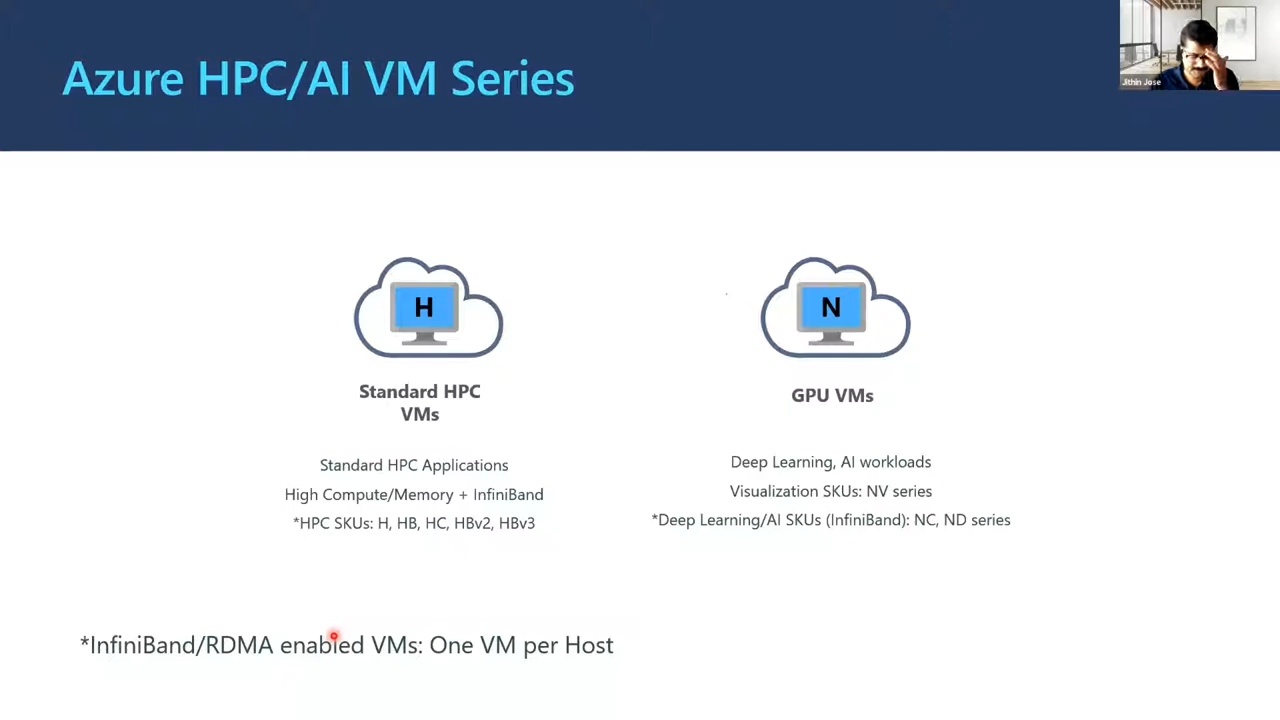 Azure HPC/AI VM Series
Jithin Jose
H
N
Standard HPC
VMs
GPU VMs
Standard HPC Applications
High Compute/Memory + InfiniBand
*HPC SKUs: H, HB, HC, HBv2, HBv3
Deep Learning, AI workloads
Visualization SKUs: NV series
*Deep Learning/AI SKUs (InfiniBand): NC, ND series
*InfiniBand/RDMA enabled VMs: One VM per Host